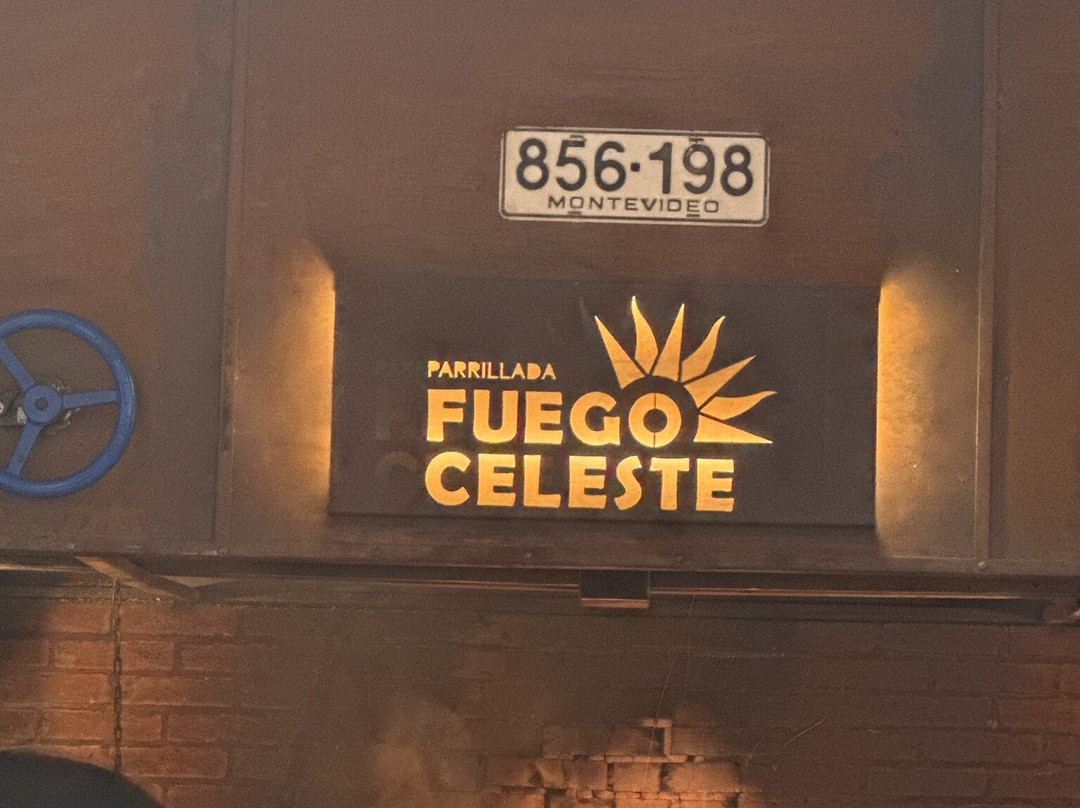 856·198
MONTEVIDEO
PARRILLADA
FUEGO
CELESTE